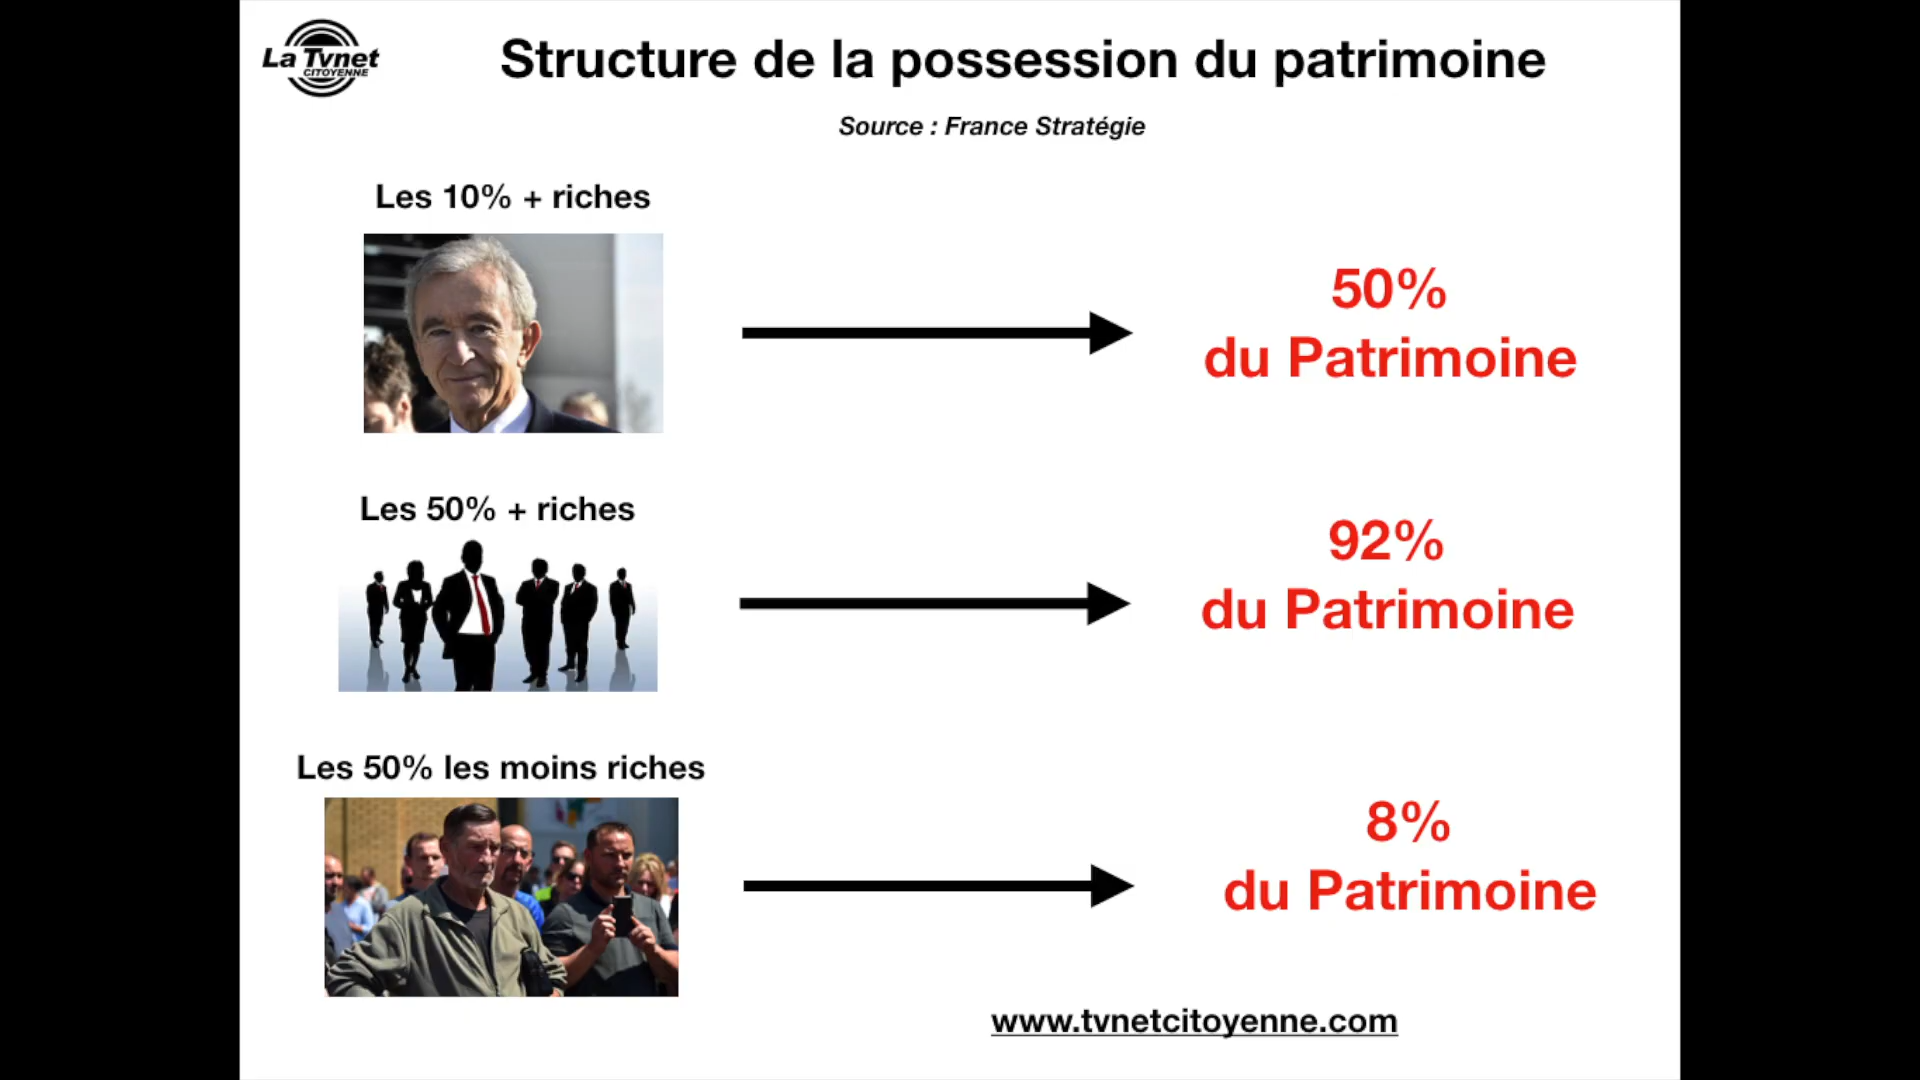 La Tvnet
CITOYENNE
Structure de la possession du patrimoine
Source : France Stratégie
Les 10% + riches
50%
du Patrimoine
Les 50% + riches
92%
du Patrimoine
Les 50% les moins riches
8%
du Patrimoine
www.tvnetcitoyenne.com